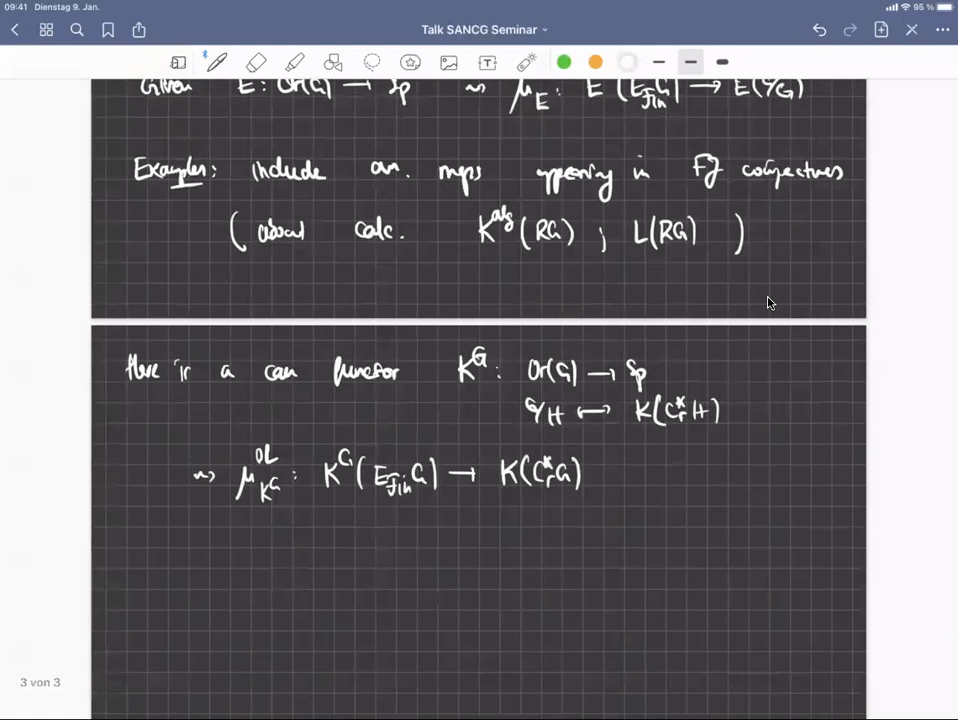 09:41 Dienstag 9. Jan.
95 %
Talk SANCG Seminar
Given E: Or(G) → Sp ⇝ μ_E: E(E_Fin G) → E(G/G)
Examples: include an. maps appearing in FJ conjectures
(about calc. K^alg(RG) ; L(RG) )
There is a can functor K^G: Or(G) → Sp
G/H ↦ K(C*_r H)
⇝ μ^DL_{K^G}: K^G(E_Fin G) → K(C*_r G)
3 von 3